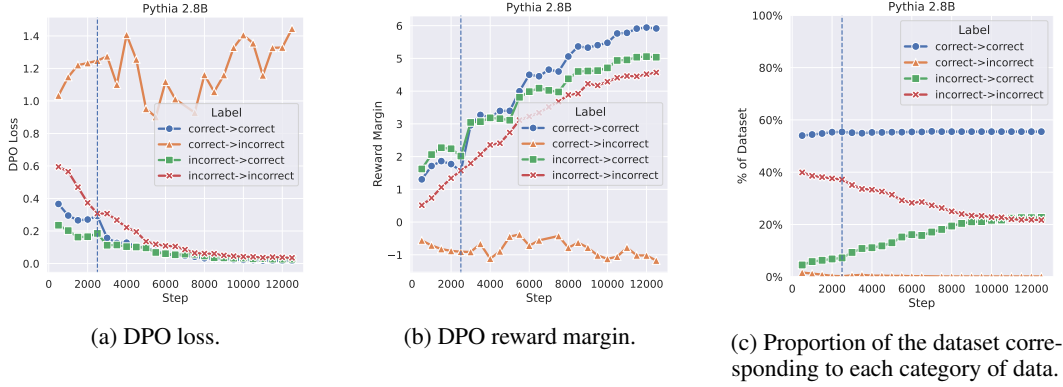 Pythia 2.8B
DPO Loss
1.4
1.2
1.0
0.8
0.6
0.4
0.2
0.0
Label
correct->correct
correct->incorrect
incorrect->correct
incorrect->incorrect
0 2000 4000 6000 8000 10000 12000
Step
(a) DPO loss.
Pythia 2.8B
Reward Margin
6
5
4
3
2
1
0
−1
Label
correct->correct
correct->incorrect
incorrect->correct
incorrect->incorrect
0 2000 4000 6000 8000 10000 12000
Step
(b) DPO reward margin.
Pythia 2.8B
% of Dataset
100%
80%
60%
40%
20%
0%
Label
correct->correct
correct->incorrect
incorrect->correct
incorrect->incorrect
0 2000 4000 6000 8000 10000 12000
Step
(c) Proportion of the dataset corre-
sponding to each category of data.